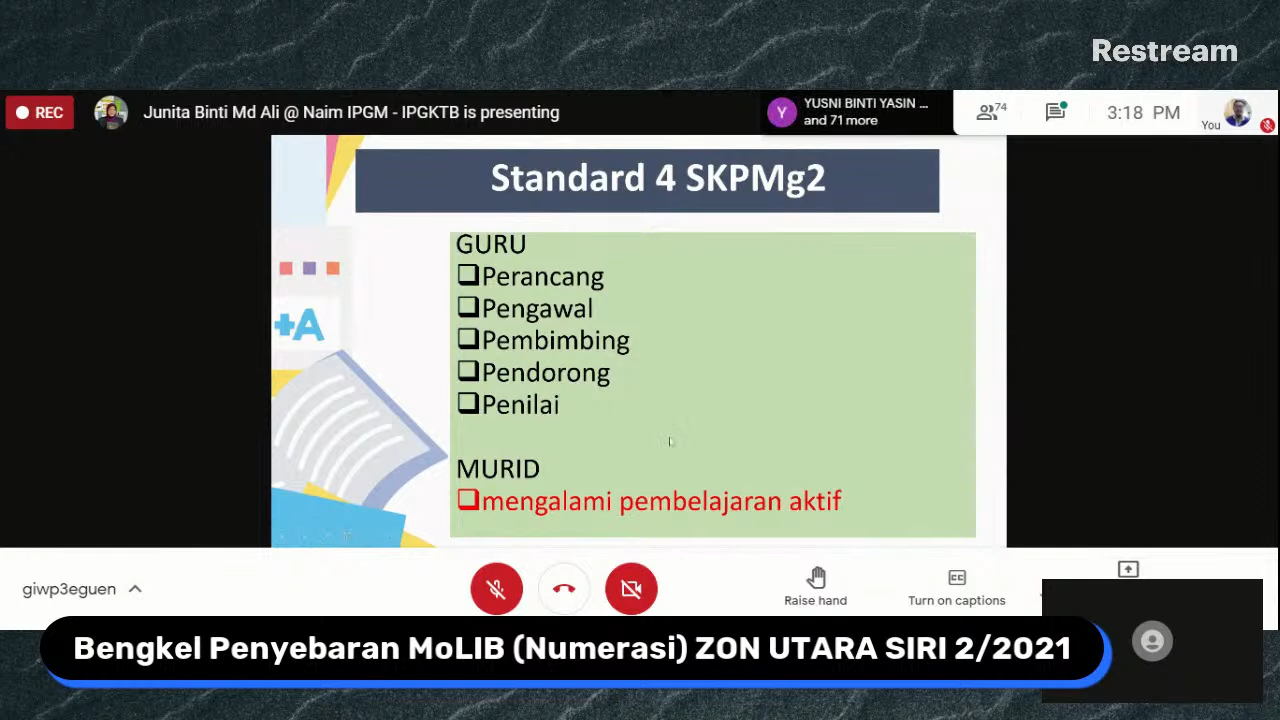 Restream
REC
Junita Binti Md Ali @ Naim IPGM - IPGKTB is presenting
Y
YUSNI BINTI YASIN ...
and 71 more
74
3:18 PM
You
Standard 4 SKPMg2
+A
GURU
Perancang
Pengawal
Pembimbing
Pendorong
Penilai
MURID
mengalami pembelajaran aktif
giwp3eguen
Raise hand
CC
Turn on captions
Bengkel Penyebaran MoLIB (Numerasi) ZON UTARA SIRI 2/2021